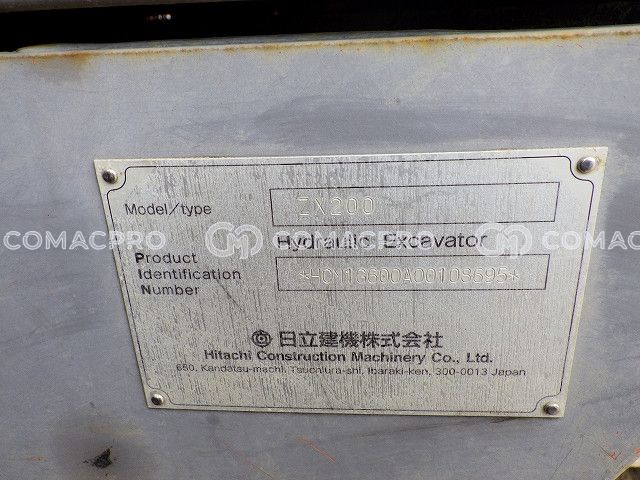 Model/type ZX200
Hydraulic Excavator
Product
Identification
Number
*HCM1G600A00108695*
日立建機株式会社
Hitachi Construction Machinery Co., Ltd.
650, Kandatsu-machi, Tsuchiura-shi, Ibaraki-ken, 300-0013 Japan
COMACPRO
COMACPRO
COMACPRO